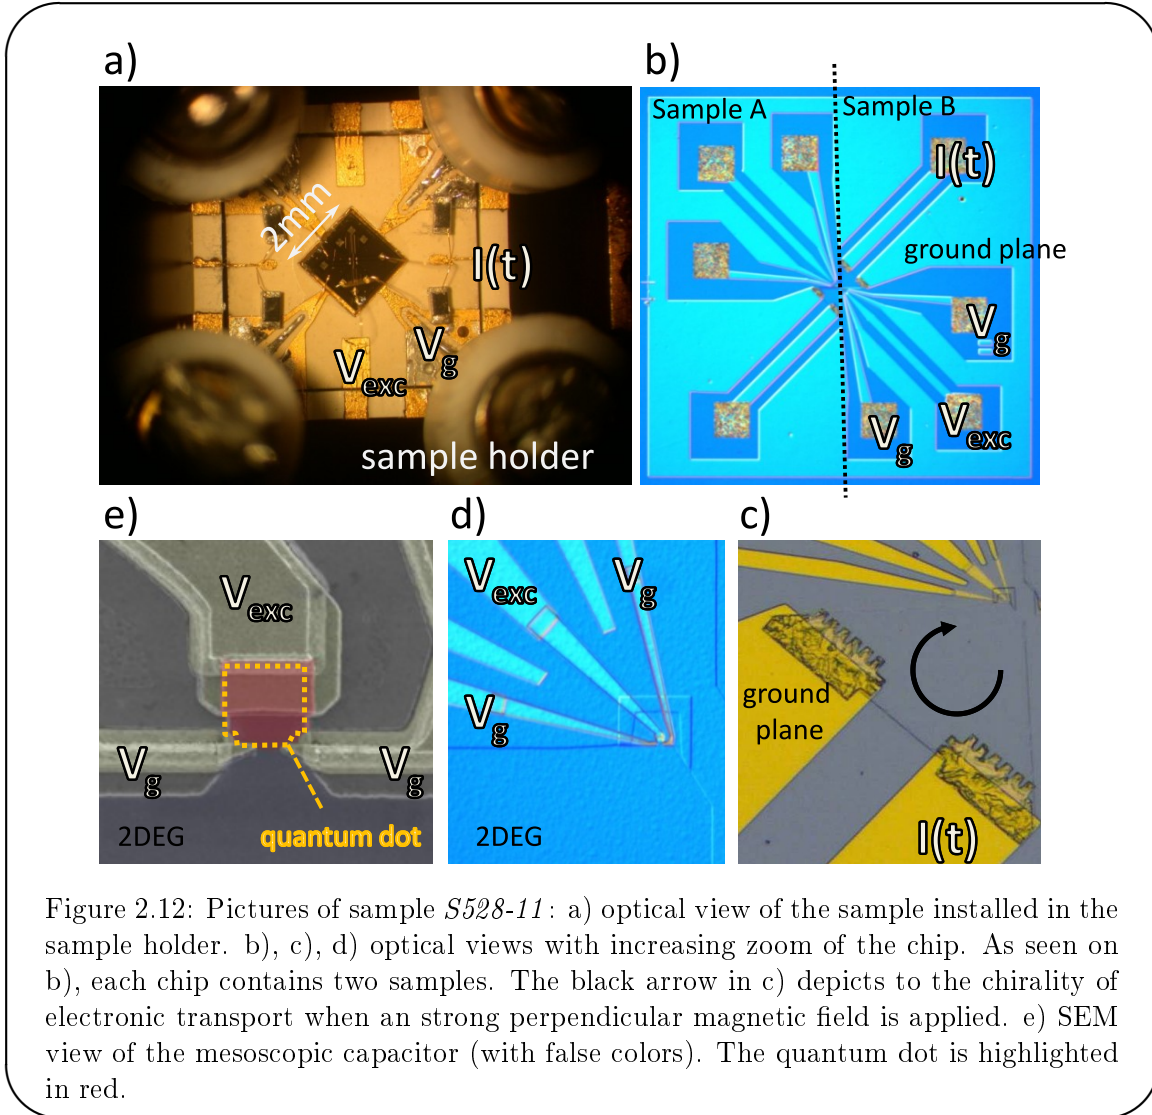 a)
2mm
I(t)
Vg
Vexc
sample holder
b)
Sample A
Sample B
I(t)
ground plane
Vg
Vg
Vexc
e)
Vexc
Vg
Vg
2DEG
quantum dot
d)
Vexc
Vg
Vg
2DEG
c)
ground
plane
I(t)
Figure 2.12: Pictures of sample S528-11: a) optical view of the sample installed in the
sample holder. b), c), d) optical views with increasing zoom of the chip. As seen on
b), each chip contains two samples. The black arrow in c) depicts to the chirality of
electronic transport when an strong perpendicular magnetic field is applied. e) SEM
view of the mesoscopic capacitor (with false colors). The quantum dot is highlighted
in red.